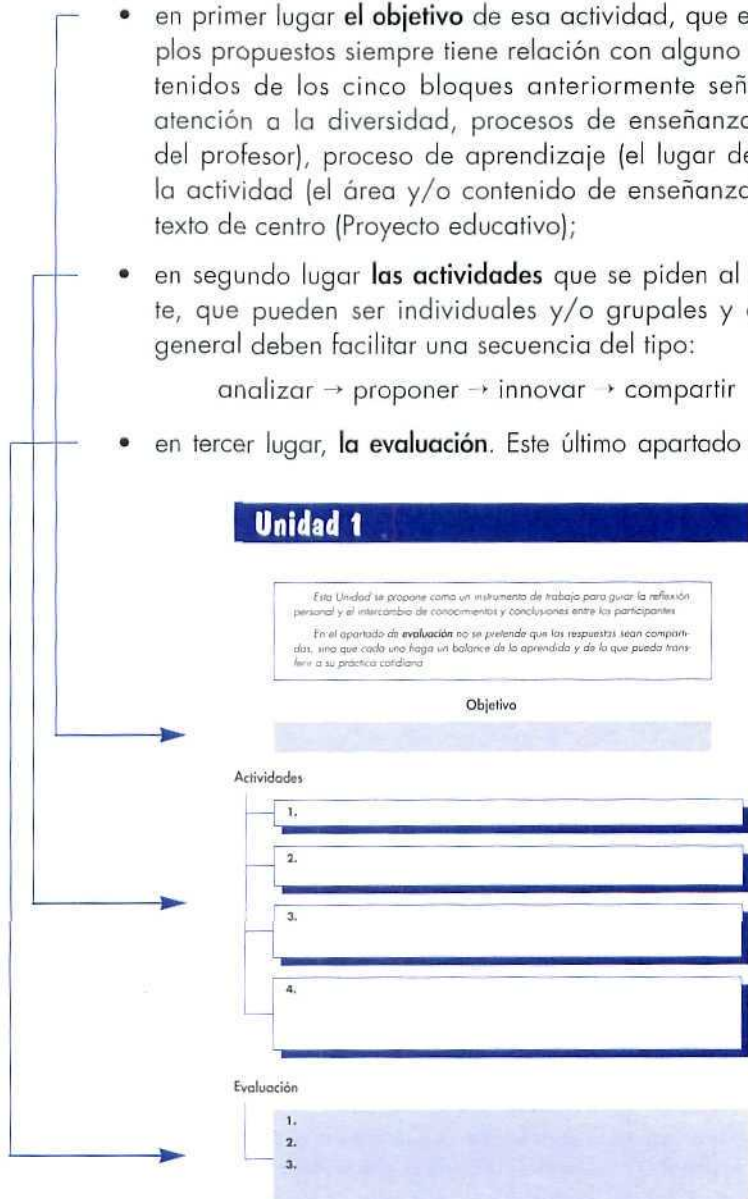 • en primer lugar el objetivo de esa actividad, que e
plos propuestos siempre tiene relación con alguno
tenidos de los cinco bloques anteriormente señ
atención a la diversidad, procesos de enseñanza
del profesor), proceso de aprendizaje (el lugar de
la actividad (el área y/o contenido de enseñanza
texto de centro (Proyecto educativo);
• en segundo lugar las actividades que se piden al
te, que pueden ser individuales y/o grupales y
general deben facilitar una secuencia del tipo:
analizar → proponer → innovar → compartir
• en tercer lugar, la evaluación. Este último apartado
Unidad 1
Esta Unidad se propone como un instrumento de trabajo para guiar la reflexión
personal y el intercambio de conocimientos y conclusiones entre los participantes
En el apartado de evaluación no se pretende que las respuestas sean comparti-
das, sino que cada uno haga un balance de lo aprendido y de lo que pueda trans-
ferir a su práctica cotidiana
Objetivo
Actividades
1.
2.
3.
4.
Evaluación
1.
2.
3.